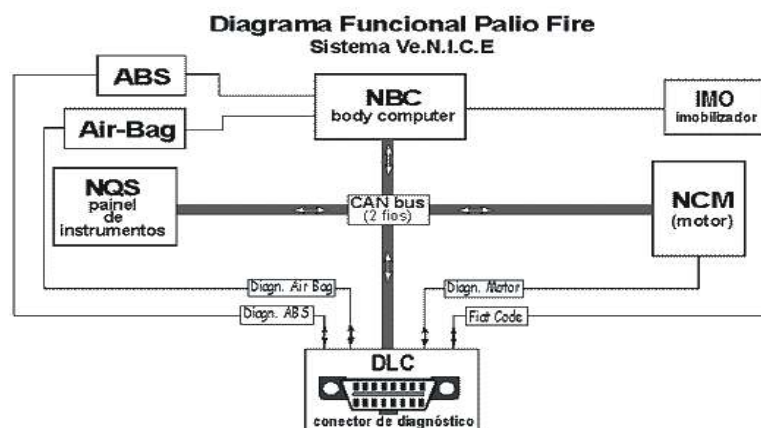 Diagrama Funcional Palio Fire
Sistema Ve.N.I.C.E
ABS
NBC
body computer
IMO
imobilizador
Air-Bag
NQS
painel
de
instrumentos
CAN bus
(2 fios)
NCM
(motor)
Diagn. Air Bag
Diagn. Motor
Diagn. ABS
Fiat Code
DLC
conector de diagnóstico